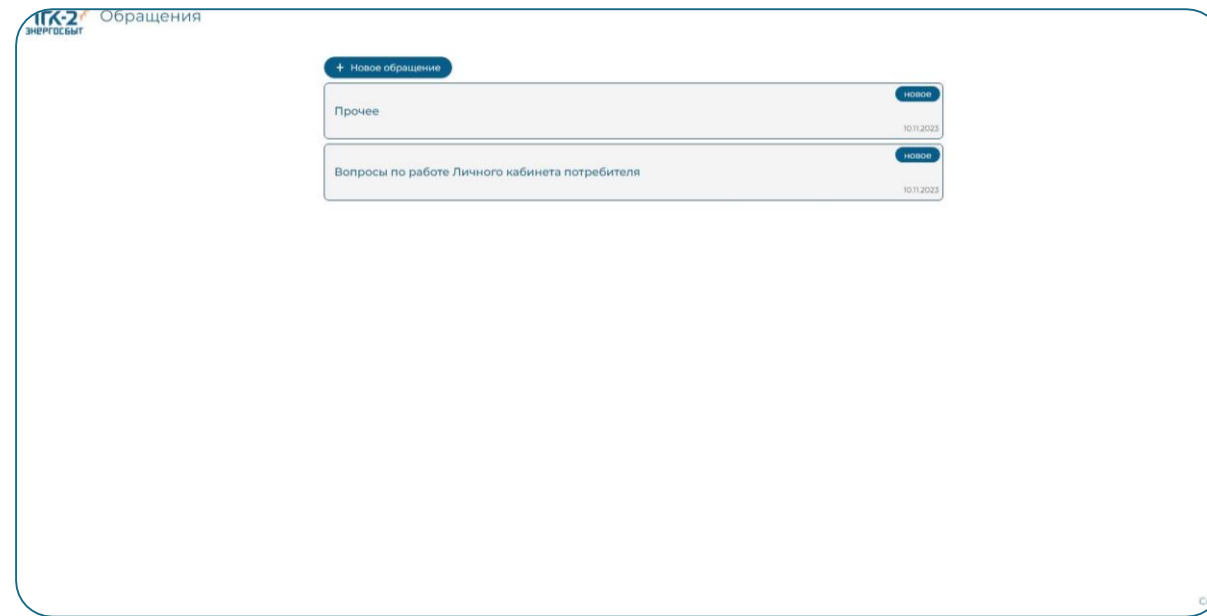 ТГК-2 Обращения
ЭНЕРГОСБЫТ
+ Новое обращение
новое
Прочее
10.11.2023
новое
Вопросы по работе Личного кабинета потребителя
10.11.2023